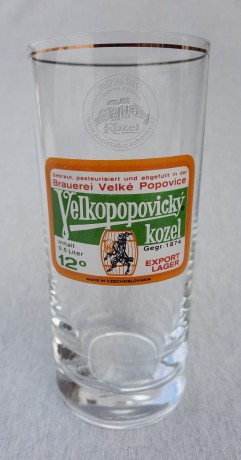 Kozel
Gebraut, pasteurisiert und abgefüllt in der
Brauerei Velké Popovice
Velkopopovický
kozel
Gegr. 1874
Inhalt
0,5 Liter
12°
EXPORT
LAGER
MADE IN CZECHOSLOVAKIA